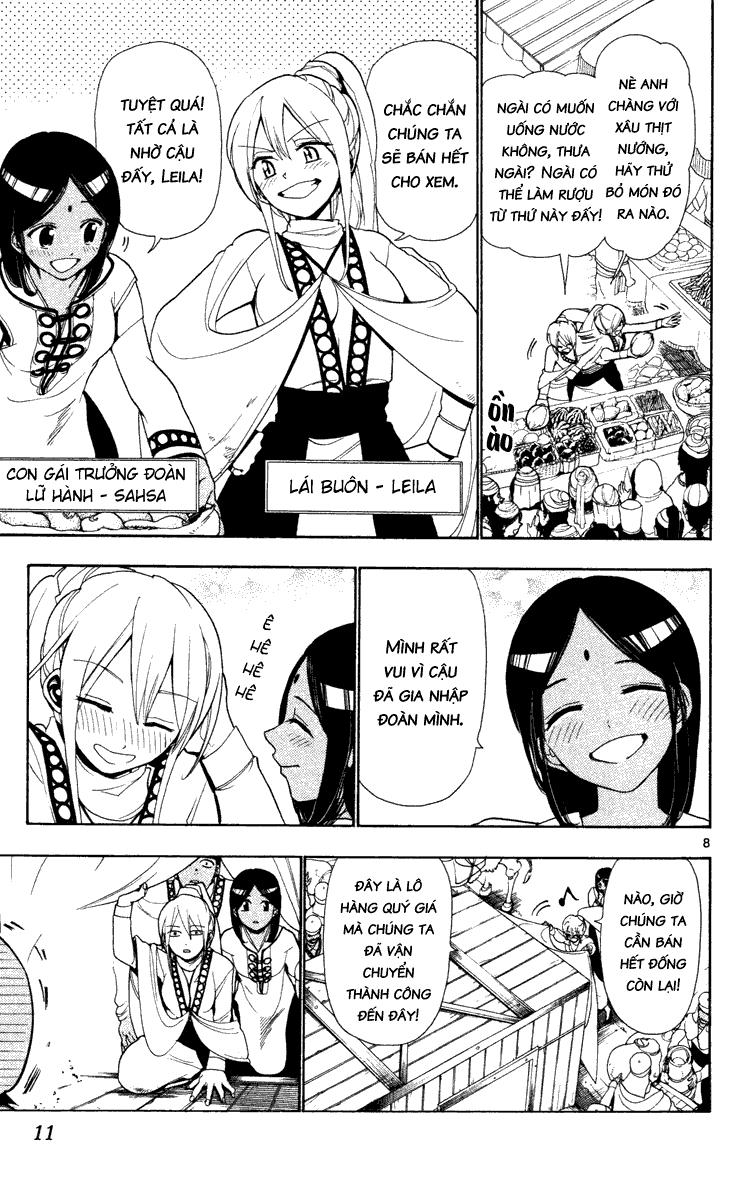 NÈ ANH
CHÀNG VỚI
XÂU THỊT
NƯỚNG,
HÃY THỬ
BỎ MÓN ĐÓ
RA NÀO.
NGÀI CÓ MUỐN
UỐNG NƯỚC
KHÔNG, THƯA
NGÀI? NGÀI CÓ
THỂ LÀM RƯỢU
TỪ THỨ NÀY ĐẤY!
ỒN
ÀO
CHẮC CHẮN
CHÚNG TA
SẼ BÁN HẾT
CHO XEM.
TUYỆT QUÁ!
TẤT CẢ LÀ
NHỜ CẬU
ĐẤY, LEILA!
LÁI BUÔN - LEILA
CON GÁI TRƯỞNG ĐOÀN
LỮ HÀNH - SAHSA
MÌNH RẤT
VUI VÌ CẬU
ĐÃ GIA NHẬP
ĐOÀN MÌNH.
Ê
HÊ
HÊ
HÊ
8
NÀO, GIỜ
CHÚNG TA
CẦN BÁN
HẾT ĐỐNG
CÒN LẠI!
ĐÂY LÀ LÔ
HÀNG QUÝ GIÁ
MÀ CHÚNG TA
ĐÃ VẬN
CHUYỂN
THÀNH CÔNG
ĐẾN ĐÂY!
11